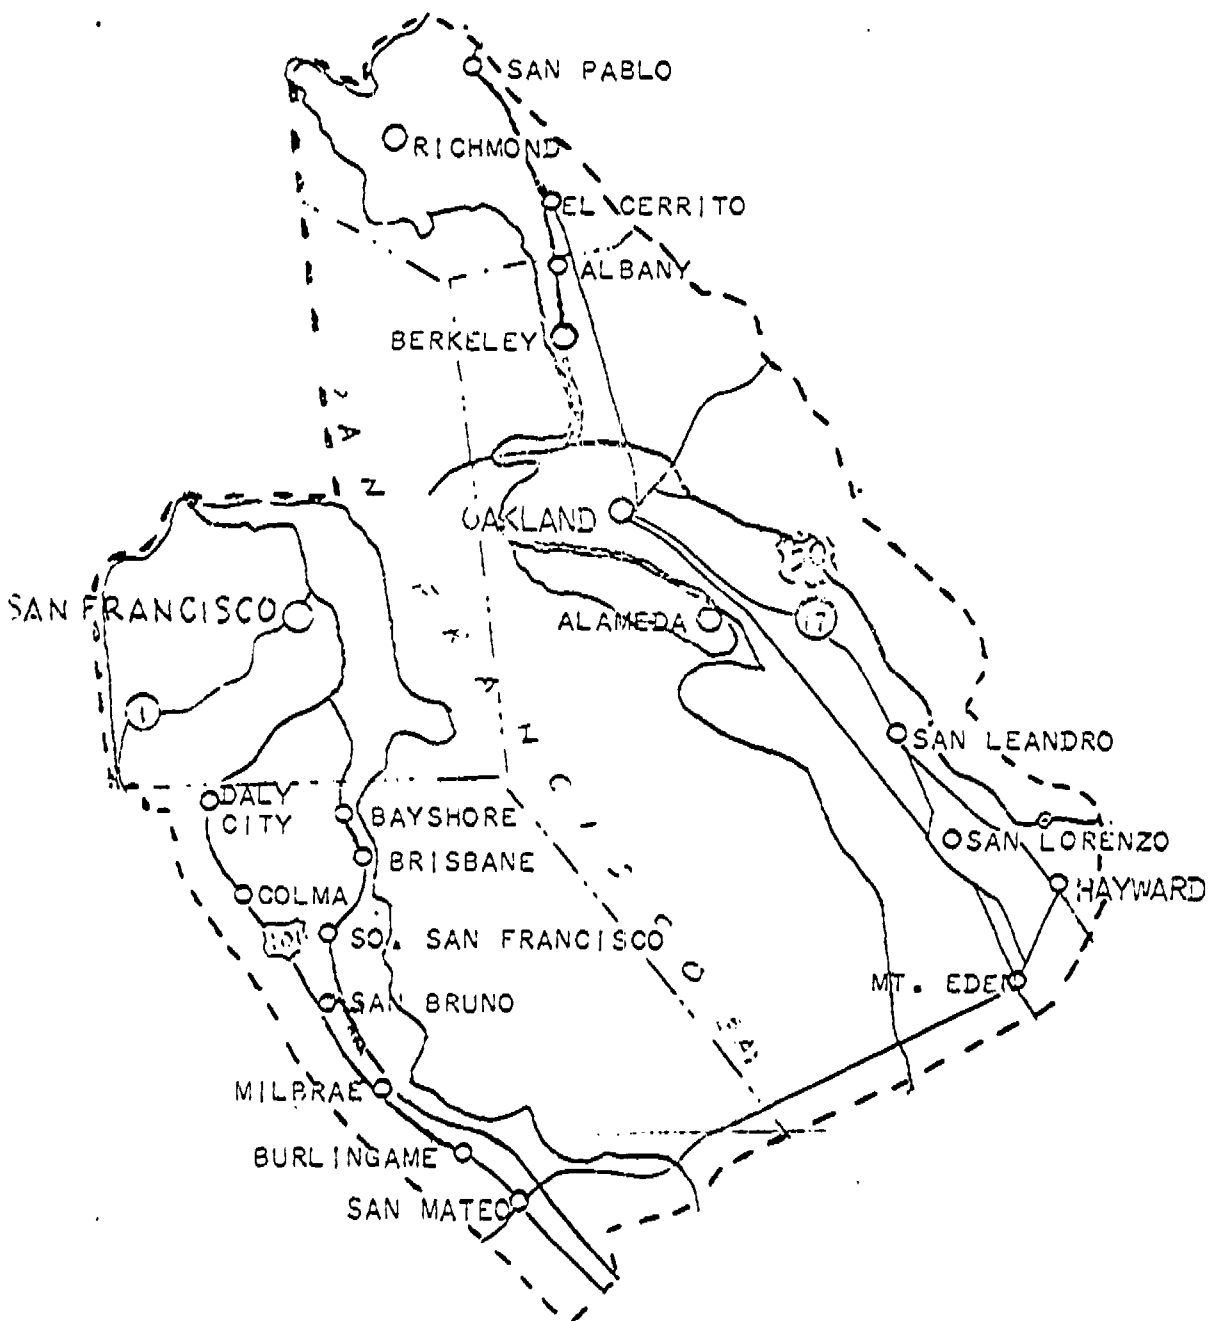 SAN PABLO
RICHMOND
EL CERRITO
ALBANY
BERKELEY
OAKLAND
SAN FRANCISCO
ALAMEDA
17
1
SAN LEANDRO
DALY
CITY
BAYSHORE
SAN LORENZO
BRISBANE
HAYWARD
COLMA
101
SO. SAN FRANCISCO
MT. EDEN
SAN BRUNO
MILBRAE
BURLINGAME
SAN MATEO